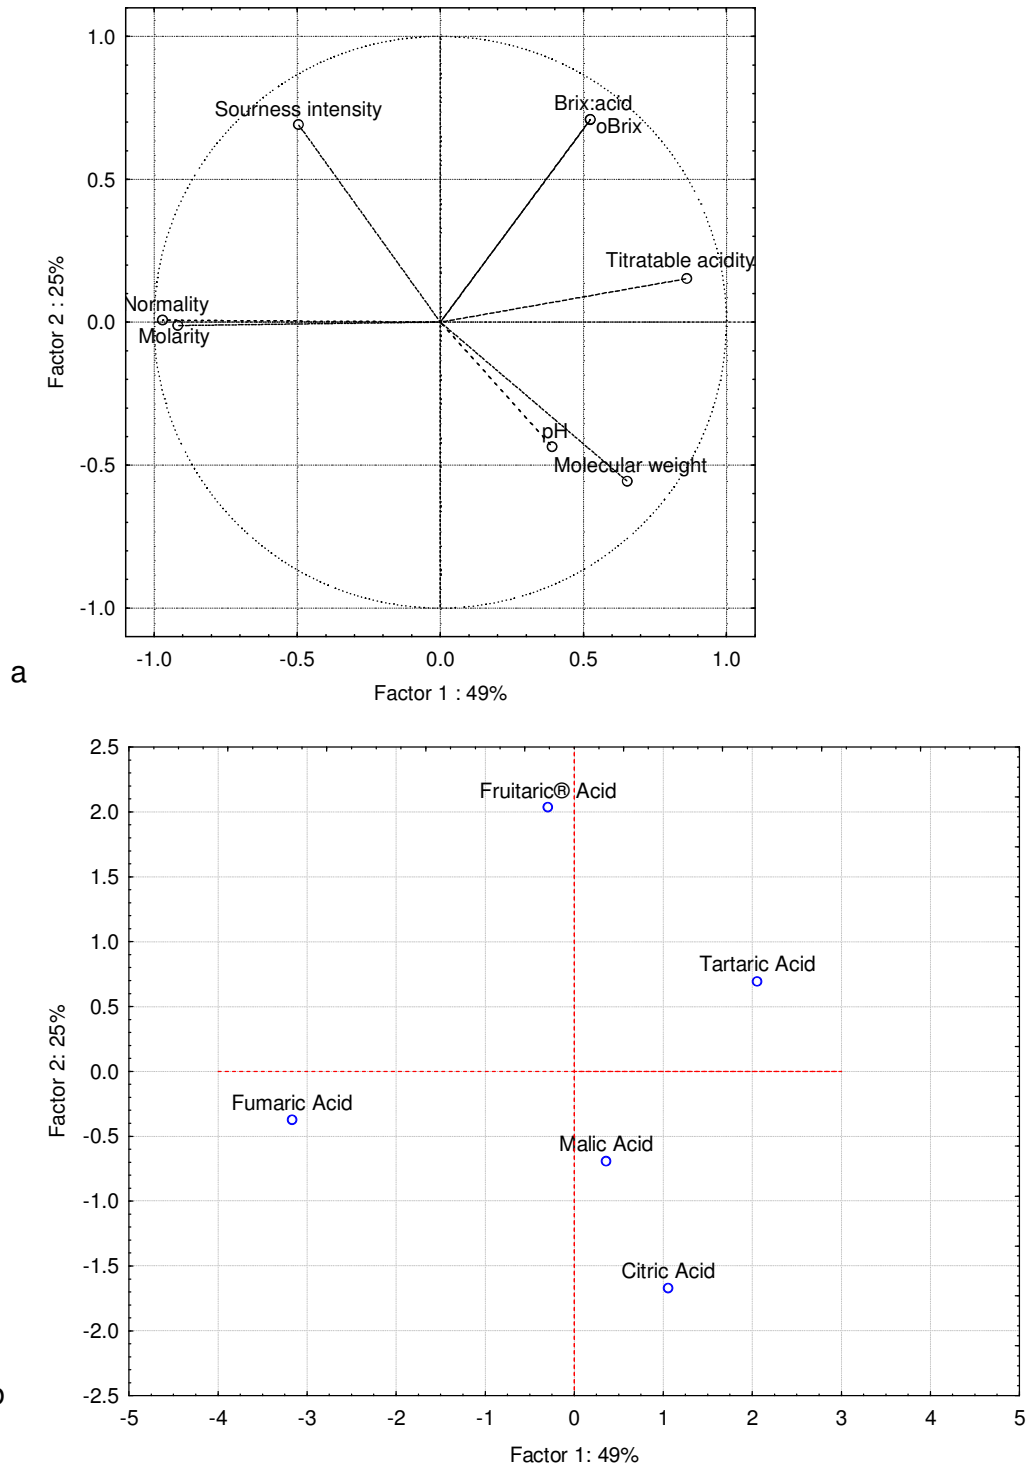 1.0
Sourness intensity
Brix:acid
oBrix
0.5
Titratable acidity
Factor 2 : 25%
Normality
0.0
Molarity
pH
-0.5
Molecular weight
-1.0
-1.0 -0.5 0.0 0.5 1.0
a
Factor 1 : 49%
2.5
Fruitaric® Acid
2.0
1.5
1.0
Tartaric Acid
0.5
Factor 2: 25%
0.0
Fumaric Acid
-0.5
Malic Acid
-1.0
-1.5
Citric Acid
-2.0
-2.5
-5 -4 -3 -2 -1 0 1 2 3 4 5
Factor 1: 49%